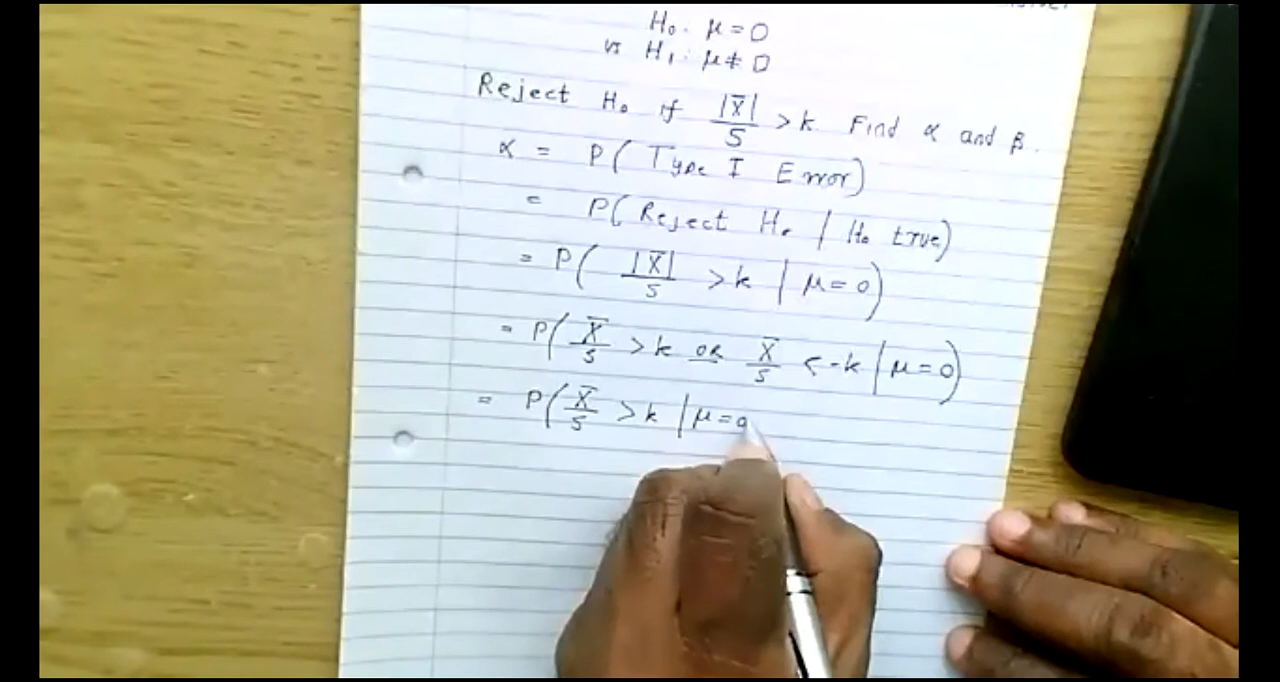 H₀: μ = 0
vs H₁: μ ≠ 0
Reject H₀ if |X̄|/S > k. Find α and β.
α = P( Type I Error)
= P( Reject H₀ | H₀ true)
= P( |X̄|/S > k | μ = 0)
= P( X̄/S > k OR X̄/S < -k | μ = 0)
= P( X̄/S > k | μ = 0